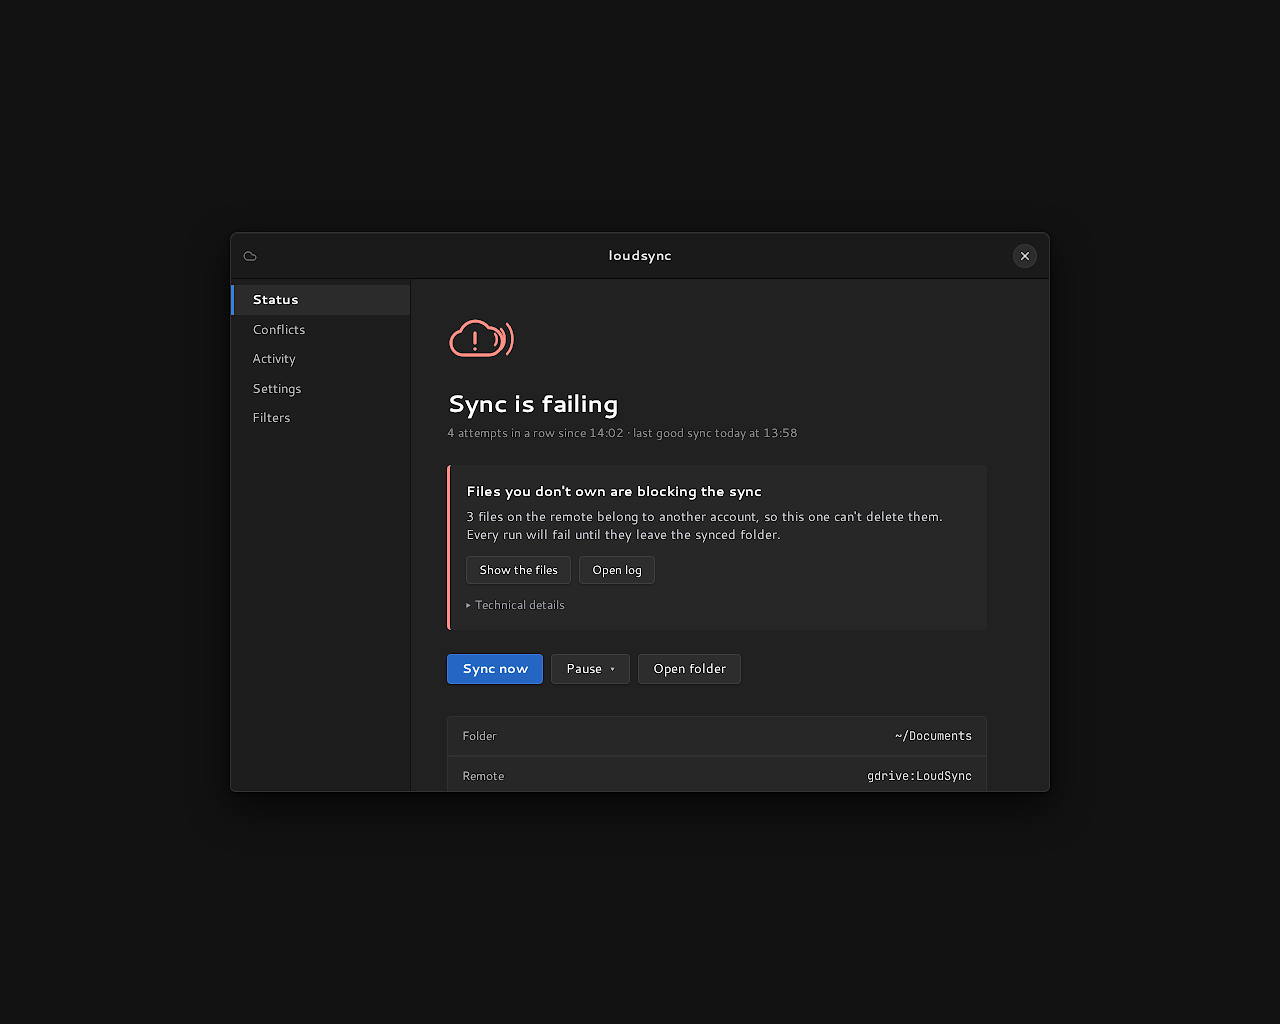 loudsync
Status
Conflicts
Activity
Settings
Filters
Sync is failing
4 attempts in a row since 14:02 · last good sync today at 13:58
Files you don't own are blocking the sync
3 files on the remote belong to another account, so this one can't delete them.
Every run will fail until they leave the synced folder.
Show the files
Open log
▸ Technical details
Sync now
Pause ▾
Open folder
Folder
~/Documents
Remote
gdrive:LoudSync